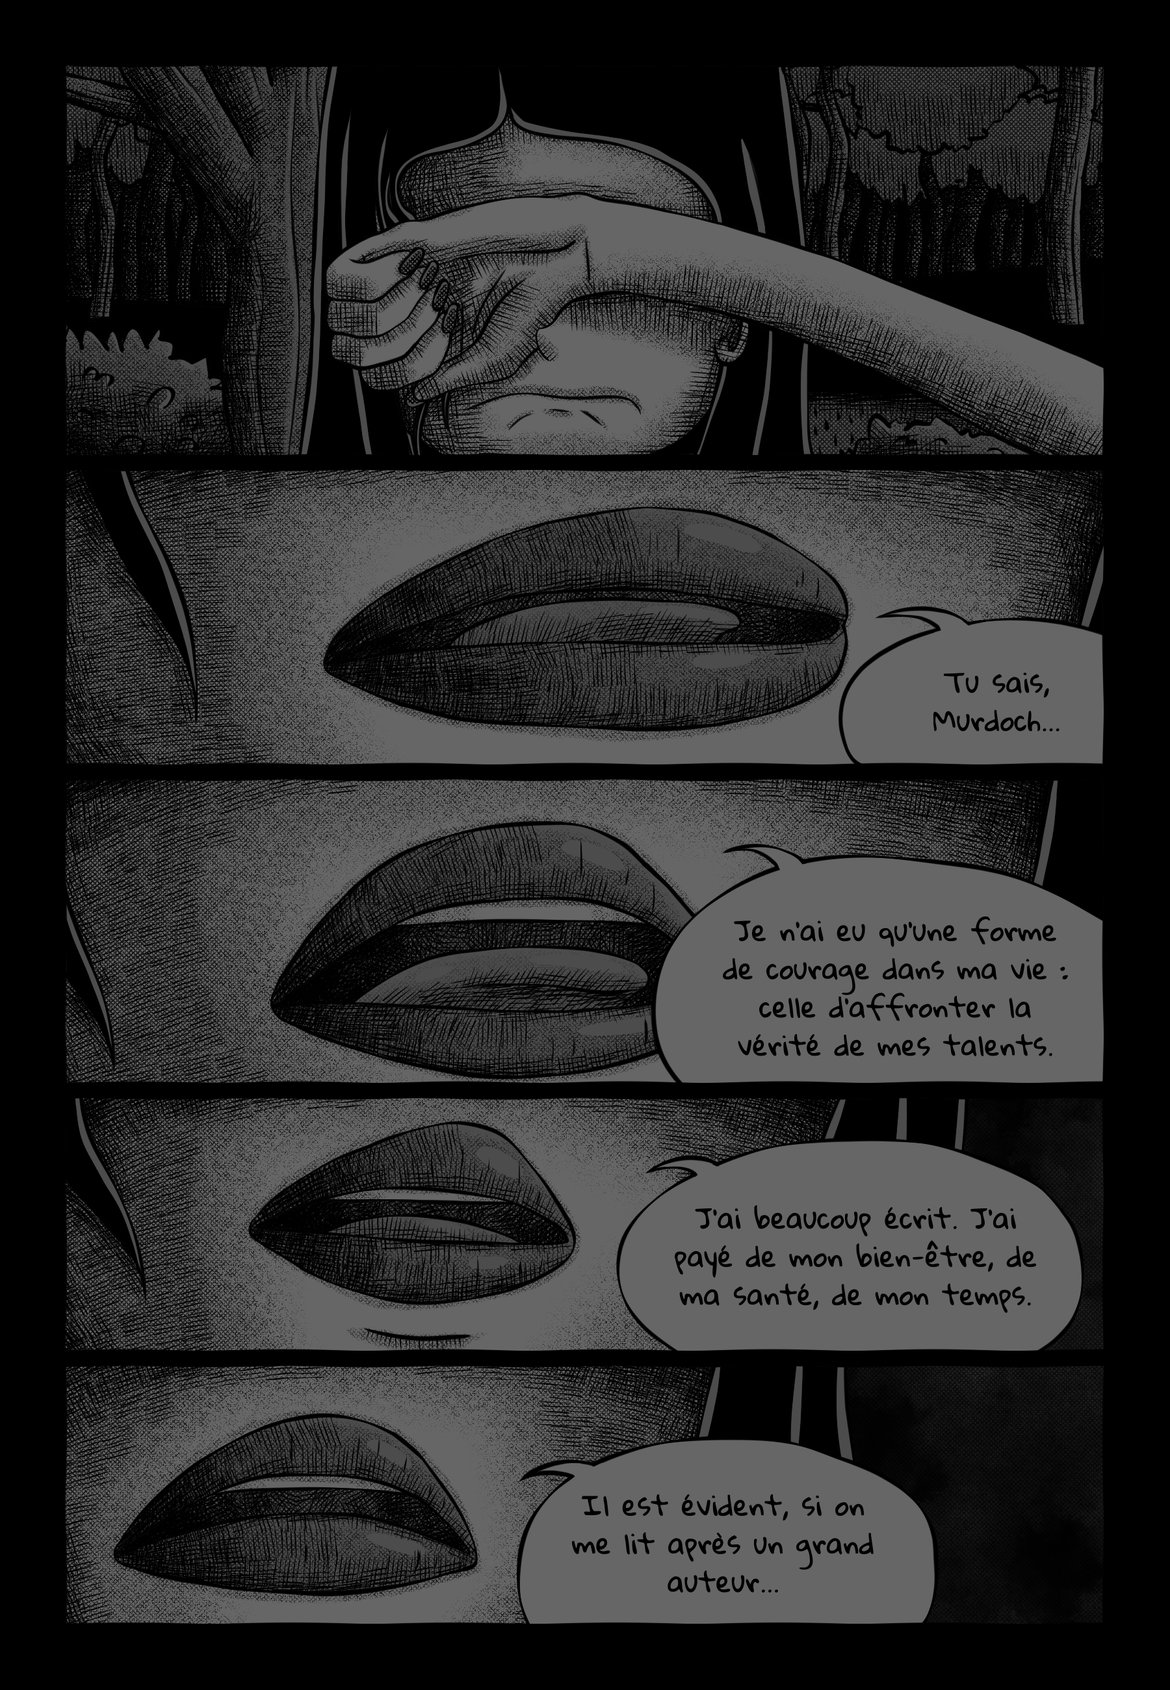 Tu sais,
Murdoch...
Je n'ai eu qu'une forme
de courage dans ma vie :
celle d'affronter la
vérité de mes talents.
J'ai beaucoup écrit. J'ai
payé de mon bien-être, de
ma santé, de mon temps.
Il est évident, si on
me lit après un grand
auteur...